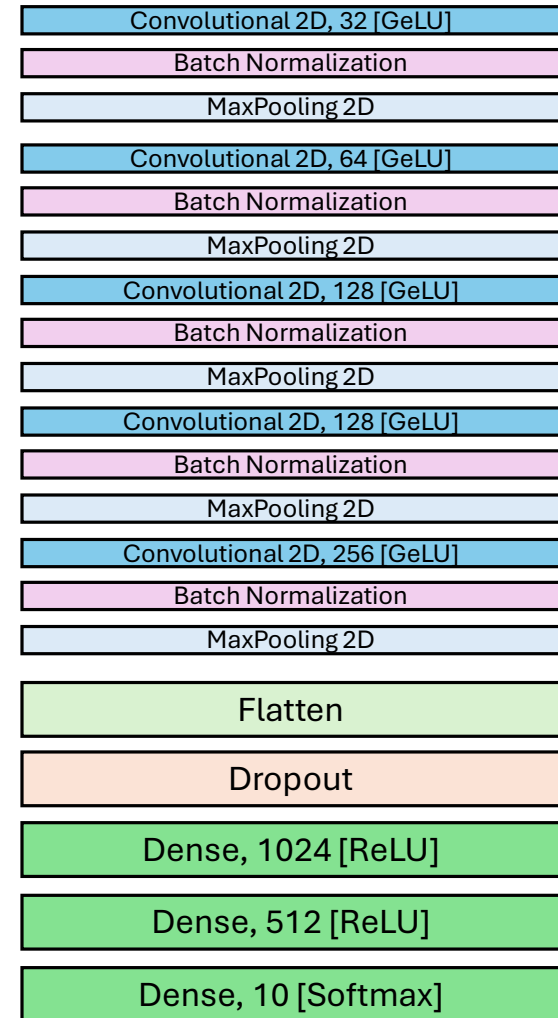 Convolutional 2D, 32 [GeLU]
Batch Normalization
MaxPooling 2D
Convolutional 2D, 64 [GeLU]
Batch Normalization
MaxPooling 2D
Convolutional 2D, 128 [GeLU]
Batch Normalization
MaxPooling 2D
Convolutional 2D, 128 [GeLU]
Batch Normalization
MaxPooling 2D
Convolutional 2D, 256 [GeLU]
Batch Normalization
MaxPooling 2D
Flatten
Dropout
Dense, 1024 [ReLU]
Dense, 512 [ReLU]
Dense, 10 [Softmax]